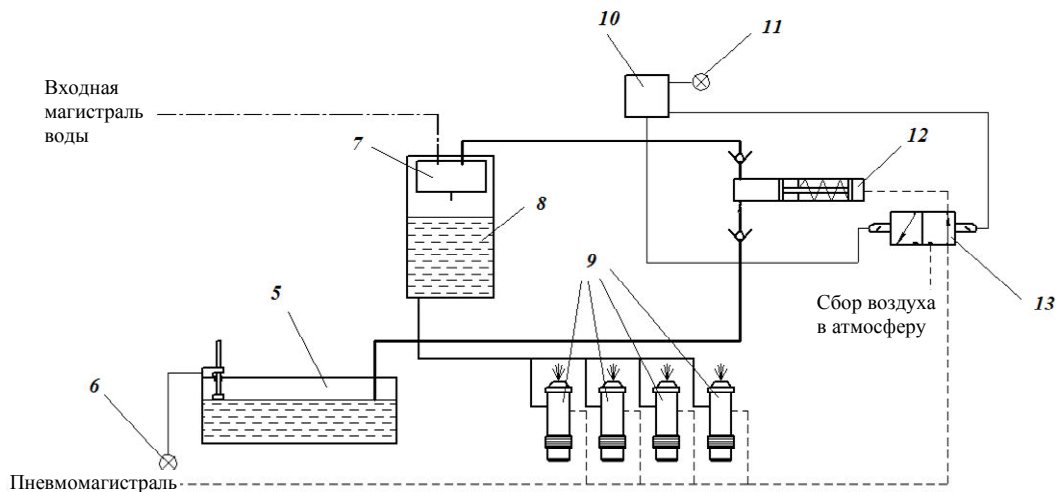 10
11
Входная
магистраль
воды
7
12
8
9
Сбор воздуха
в атмосферу
13
5
6
Пневмомагистраль